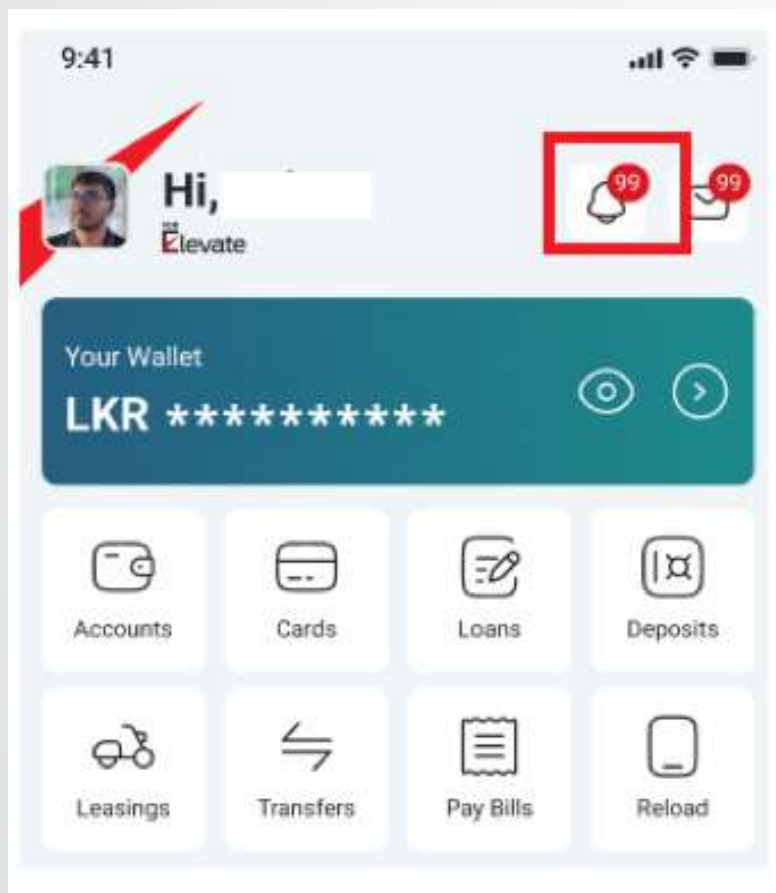 9:41
Hi,
99
99
Elevate
Your Wallet
LKR **********
Accounts
Cards
Loans
Deposits
Leasings
Transfers
Pay Bills
Reload